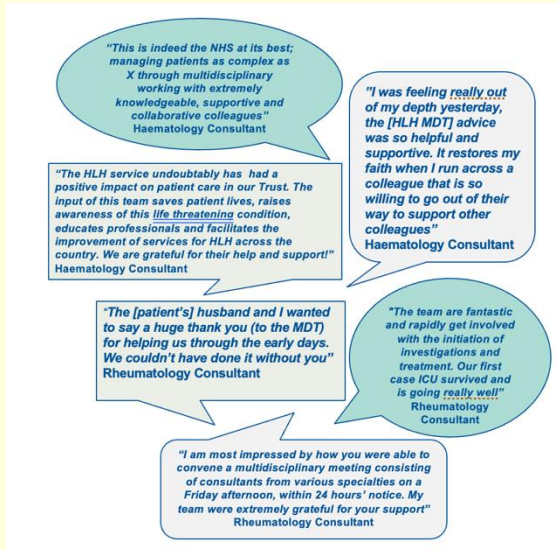 "This is indeed the NHS at its best;
managing patients as complex as
X through multidisciplinary
working with extremely
knowledgeable, supportive and
collaborative colleagues"
Haematology Consultant
"I was feeling really out
of my depth yesterday,
the [HLH MDT] advice
was so helpful and
supportive. It restores my
faith when I run across a
colleague that is so
willing to go out of their
way to support other
colleagues"
Haematology Consultant
"The HLH service undoubtably has had a
positive impact on patient care in our Trust. The
input of this team saves patient lives, raises
awareness of this life threatening condition,
educates professionals and facilitates the
improvement of services for HLH across the
country. We are grateful for their help and support!"
Haematology Consultant
"The [patient's] husband and I wanted
to say a huge thank you (to the MDT)
for helping us through the early days.
We couldn't have done it without you"
Rheumatology Consultant
"The team are fantastic
and rapidly get involved
with the initiation of
investigations and
treatment. Our first
case ICU survived and
is going really well"
Rheumatology
Consultant
"I am most impressed by how you were able to
convene a multidisciplinary meeting consisting
of consultants from various specialties on a
Friday afternoon, within 24 hours' notice. My
team were extremely grateful for your support"
Rheumatology Consultant